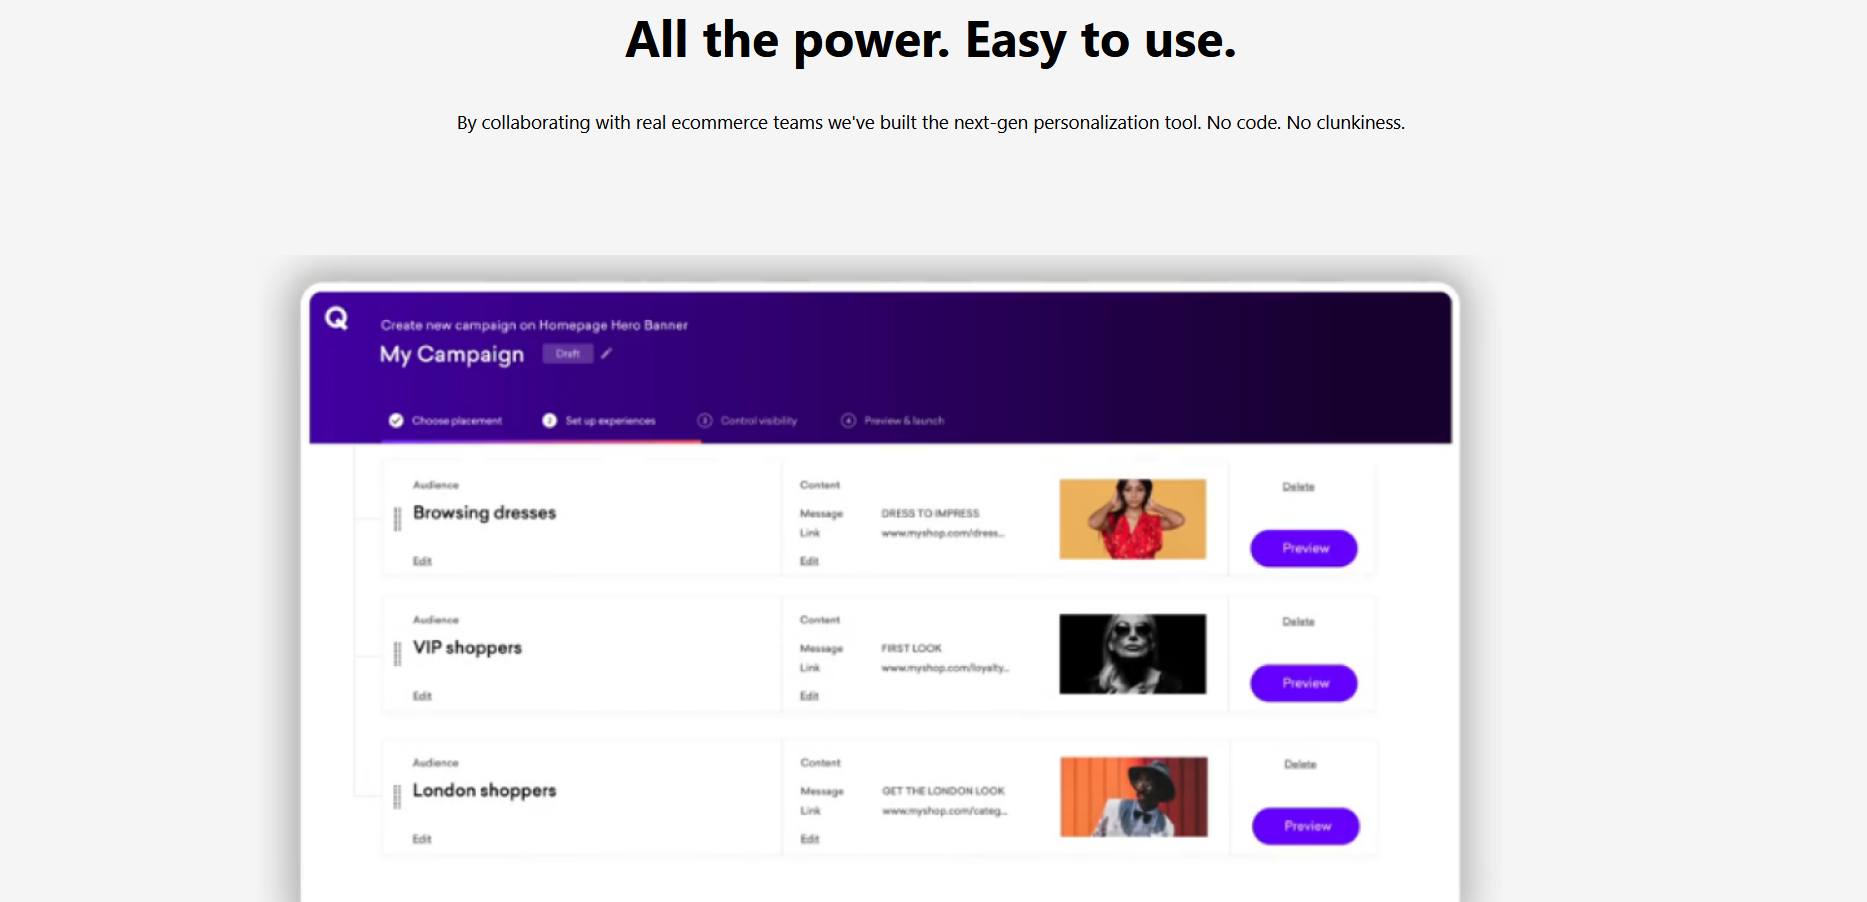 All the power. Easy to use.
By collaborating with real ecommerce teams we've built the next-gen personalization tool. No code. No clunkiness.
Q
Create new campaign on Homepage Hero Banner
My Campaign Draft
Choose placement 2 Set up experiences 3 Control visibility 4 Preview & launch
Audience Content Delete
Browsing dresses Message DRESS TO IMPRESS
Link www.myshop.com/dress...
Edit Edit Preview
Audience Content Delete
VIP shoppers Message FIRST LOOK
Link www.myshop.com/loyalty...
Edit Edit Preview
Audience Content Delete
London shoppers Message GET THE LONDON LOOK
Link www.myshop.com/categ...
Edit Edit Preview